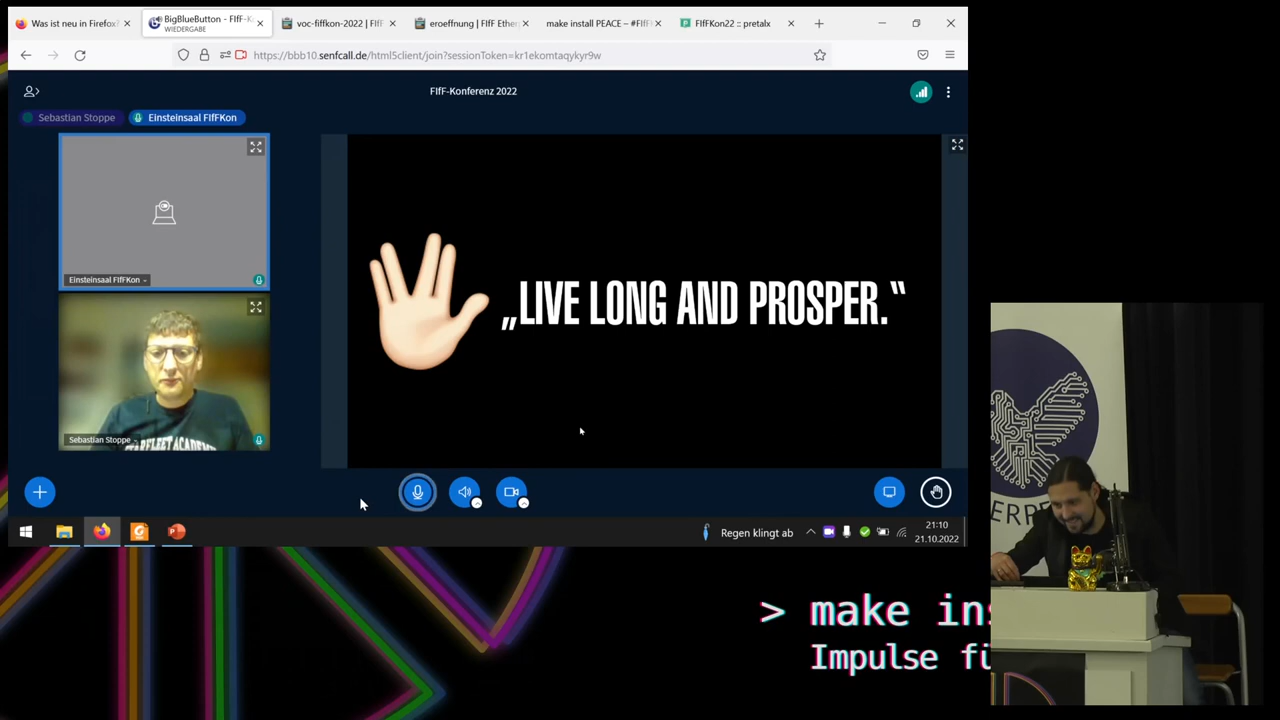 Was ist neu in Firefox?
BigBlueButton - FIfF-K
WIEDERGABE
voc-fiffkon-2022 | FIfF
eroeffnung | FIfF Ether
make install PEACE – #FIfF
FIfFKon22 :: pretalx
https://bbb10.senfcall.de/html5client/join?sessionToken=kr1ekomtaqykyr9w
FIfF-Konferenz 2022
Sebastian Stoppe
Einsteinsaal FIfFKon
Einsteinsaal FIfFKon
„LIVE LONG AND PROSPER.“
STARFLEET ACADEMY
Sebastian Stoppe
Regen klingt ab
21:10
21.10.2022
> make ins
Impulse fü